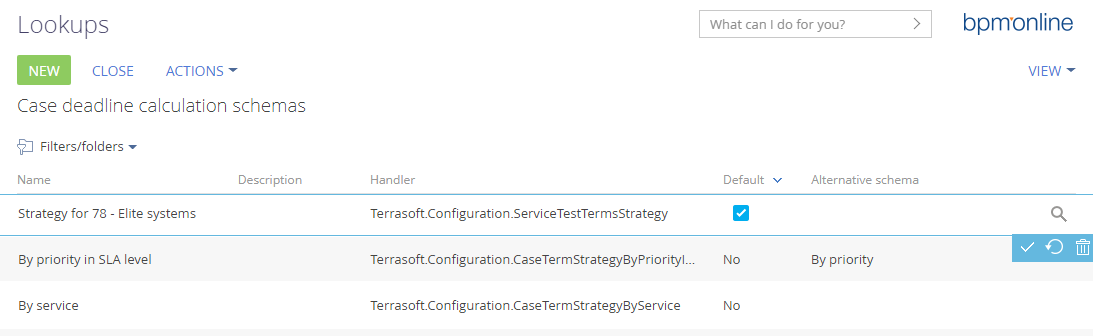 Lookups
What can I do for you?
bpmonline
NEW CLOSE ACTIONS VIEW
Case deadline calculation schemas
Filters/folders
Name Description Handler Default Alternative schema
Strategy for 78 - Elite systems Terrasoft.Configuration.ServiceTestTermsStrategy
By priority in SLA level Terrasoft.Configuration.CaseTermStrategyByPriorityI... No By priority
By service Terrasoft.Configuration.CaseTermStrategyByService No